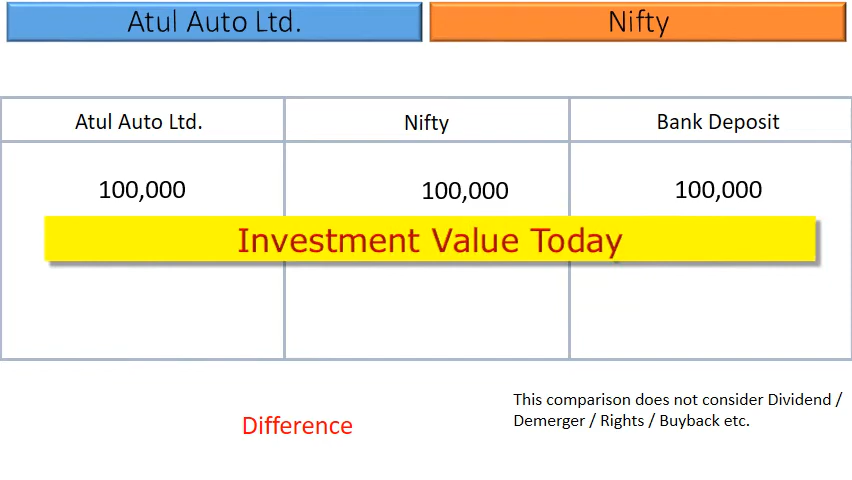 Atul Auto Ltd.
Nifty
Atul Auto Ltd.
Nifty
Bank Deposit
100,000
100,000
100,000
Investment Value Today
This comparison does not consider Dividend /
Demerger / Rights / Buyback etc.
Difference